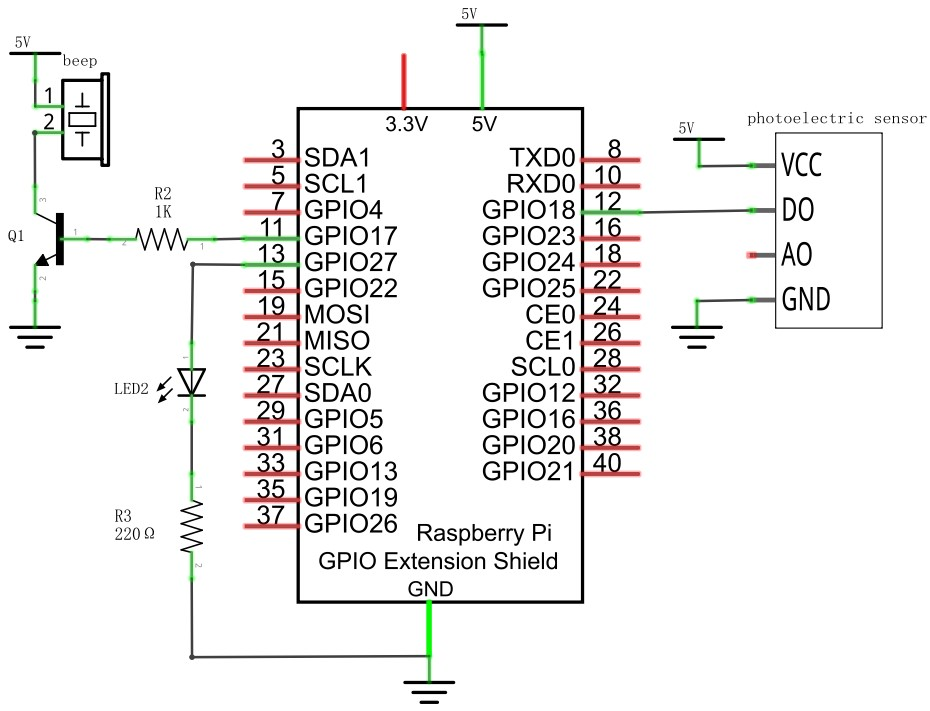 5V
5V
beep
1
2
3.3V
5V
photoelectric sensor
5V
VCC
DO
AO
GND
3 SDA1 TXD0 8
5 SCL1 RXD0 10
7 GPIO4 GPIO18 12
11 GPIO17 GPIO23 16
13 GPIO27 GPIO24 18
15 GPIO22 GPIO25 22
19 MOSI CE0 24
21 MISO CE1 26
23 SCLK SCL0 28
27 SDA0 GPIO12 32
29 GPIO5 GPIO16 36
31 GPIO6 GPIO20 38
33 GPIO13 GPIO21 40
35 GPIO19
37 GPIO26
R2
1K
3
Q1
1
2
1
2
1
LED2
2
1
R3
220Ω
2
Raspberry Pi
GPIO Extension Shield
GND